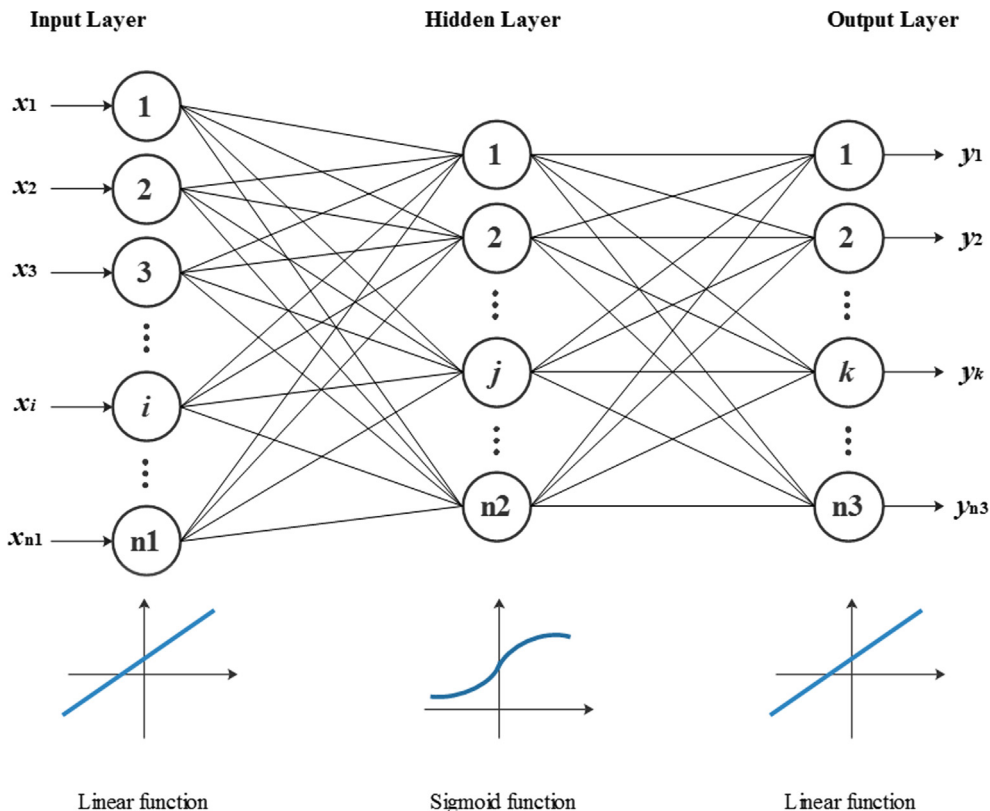 Input Layer Hidden Layer Output Layer
x1 1
1 1 y1
x2 2
2 2 y2
x3 3
xi i
j k yk
n2 n3 yn3
xn1 n1
Linear function Sigmoid function Linear function